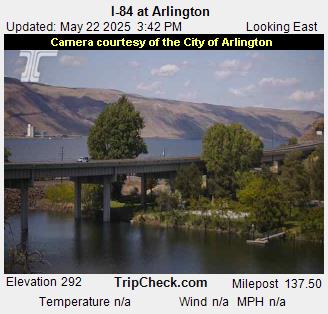 I-84 at Arlington
Updated: May 22 2025 3:42 PM Looking East
Camera courtesy of the City of Arlington
Elevation 292 TripCheck.com Milepost 137.50
Temperature n/a Wind n/a MPH n/a